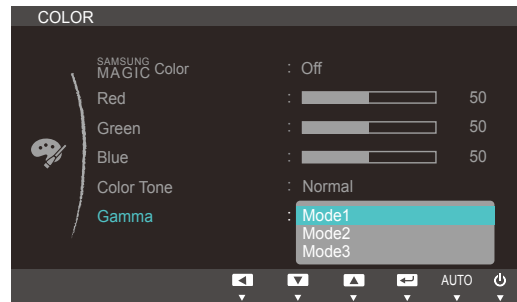 COLOR
SAMSUNG MAGIC Color : Off
Red : 50
Green : 50
Blue : 50
Color Tone : Normal
Gamma : Mode1
Mode2
Mode3
AUTO